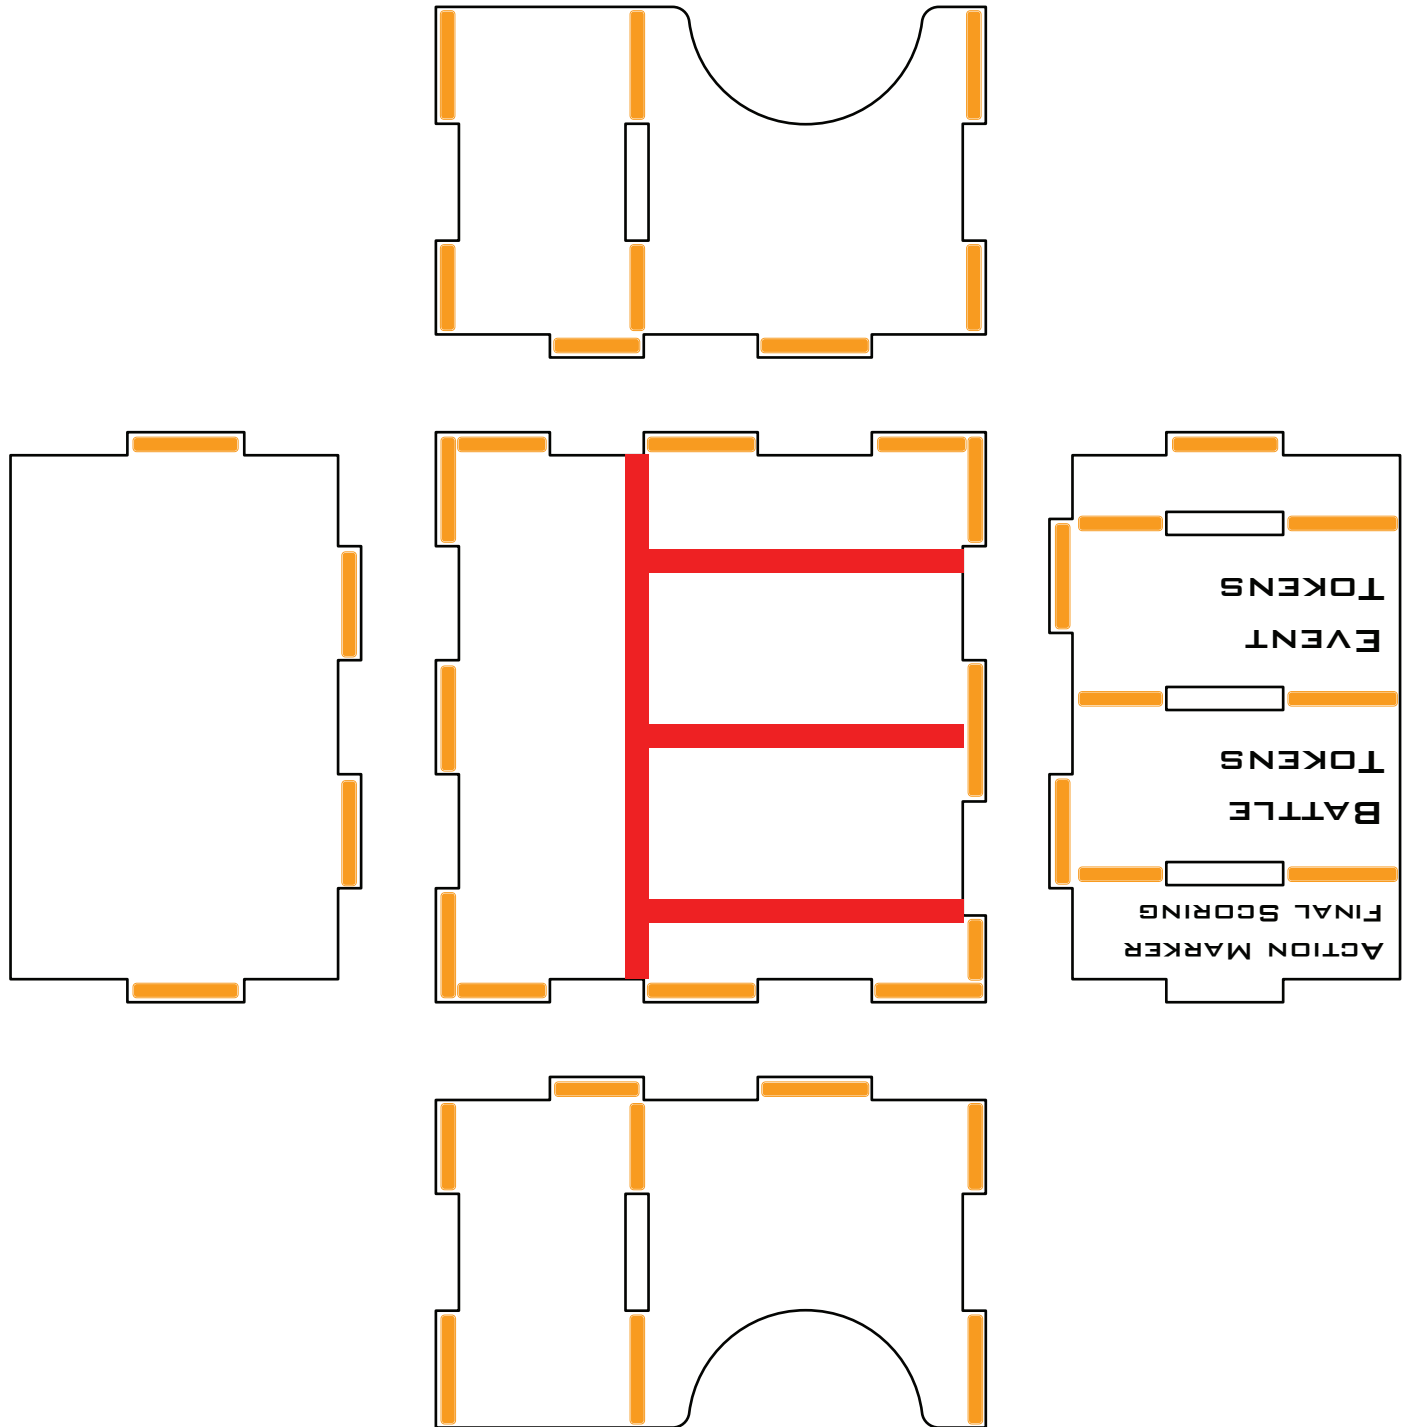 Action Marker
Final Scoring
Battle
Tokens
Event
Tokens